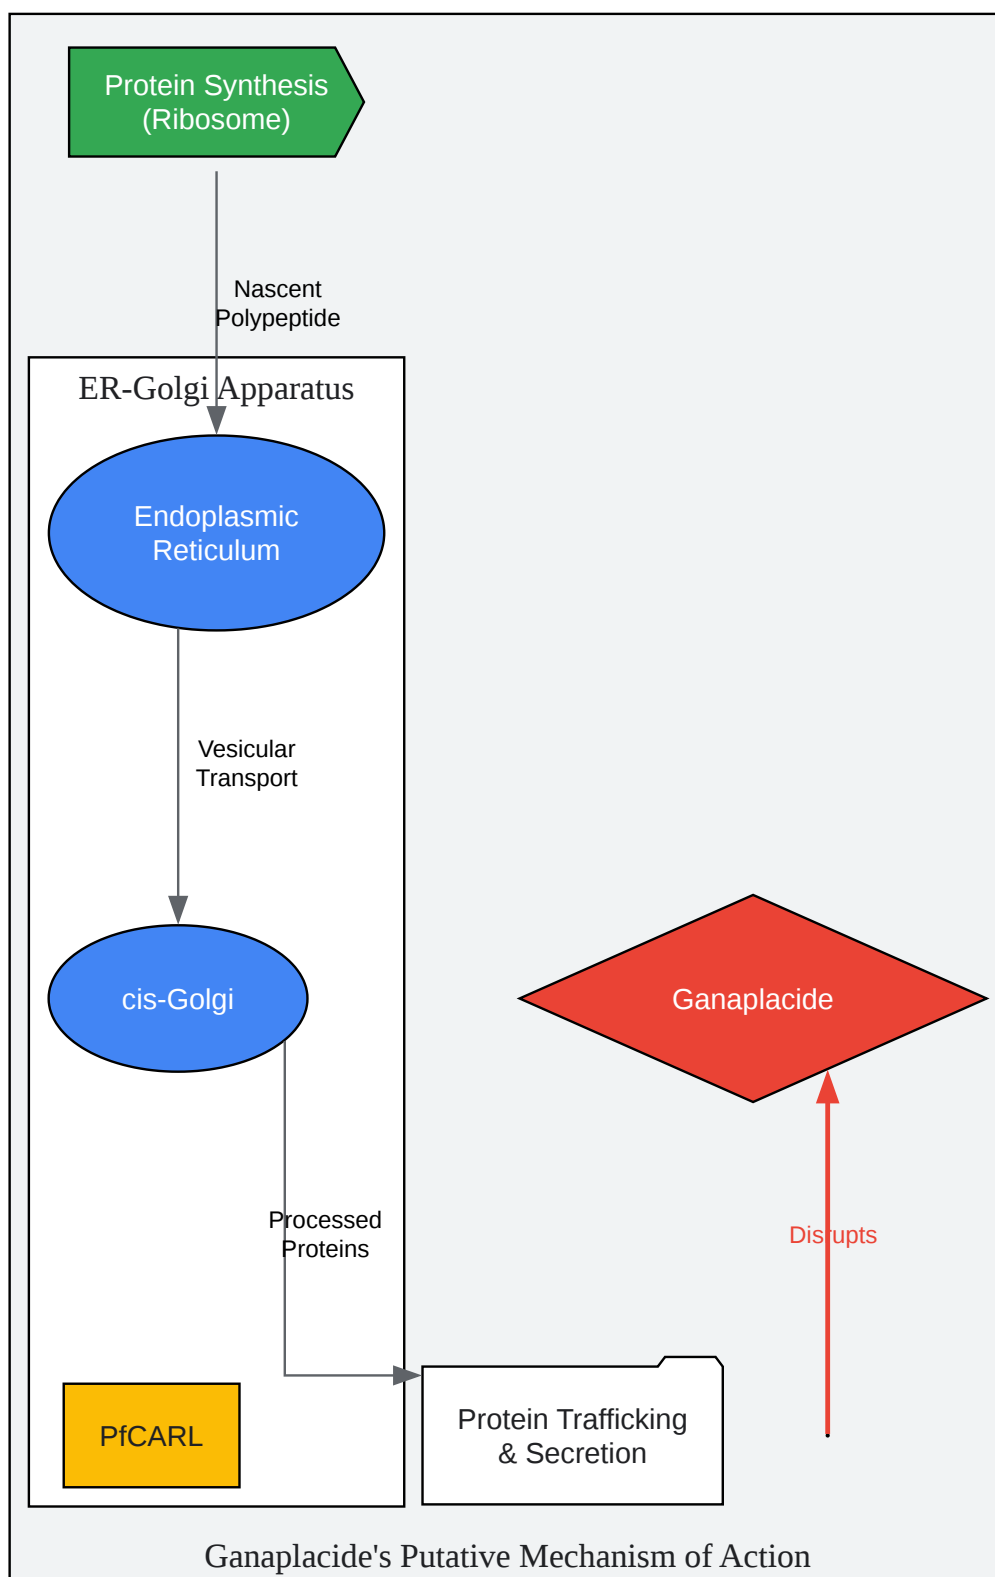 Protein Synthesis
(Ribosome)
Nascent
Polypeptide
ER-Golgi Apparatus
Endoplasmic
Reticulum
Vesicular
Transport
cis-Golgi
Ganaplacide
Processed
Proteins
Disrupts
PfCARL
Protein Trafficking
& Secretion
Ganaplacide's Putative Mechanism of Action